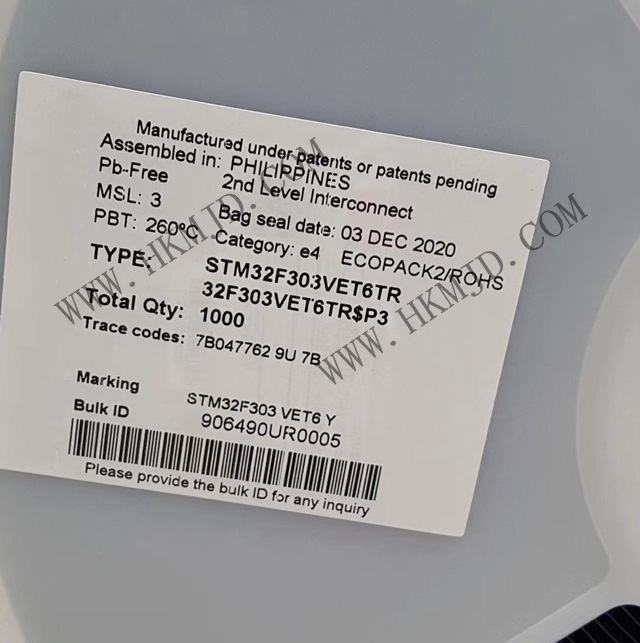 Manufactured under patents or patents pending
Assembled in: PHILIPPINES
Pb-Free 2nd Level Interconnect
MSL: 3 Bag seal date: 03 DEC 2020
PBT: 260°C Category: e4 ECOPACK2/ROHS
TYPE: STM32F303VET6TR
32F303VET6TR$P3
Total Qty: 1000
Trace codes: 7B047762 9U 7B
Marking STM32F303 VET6 Y
Bulk ID 906490UR0005
Please provide the bulk ID for any inquiry
WWW.HKMJD.COM
WWW.HKMJD.COM